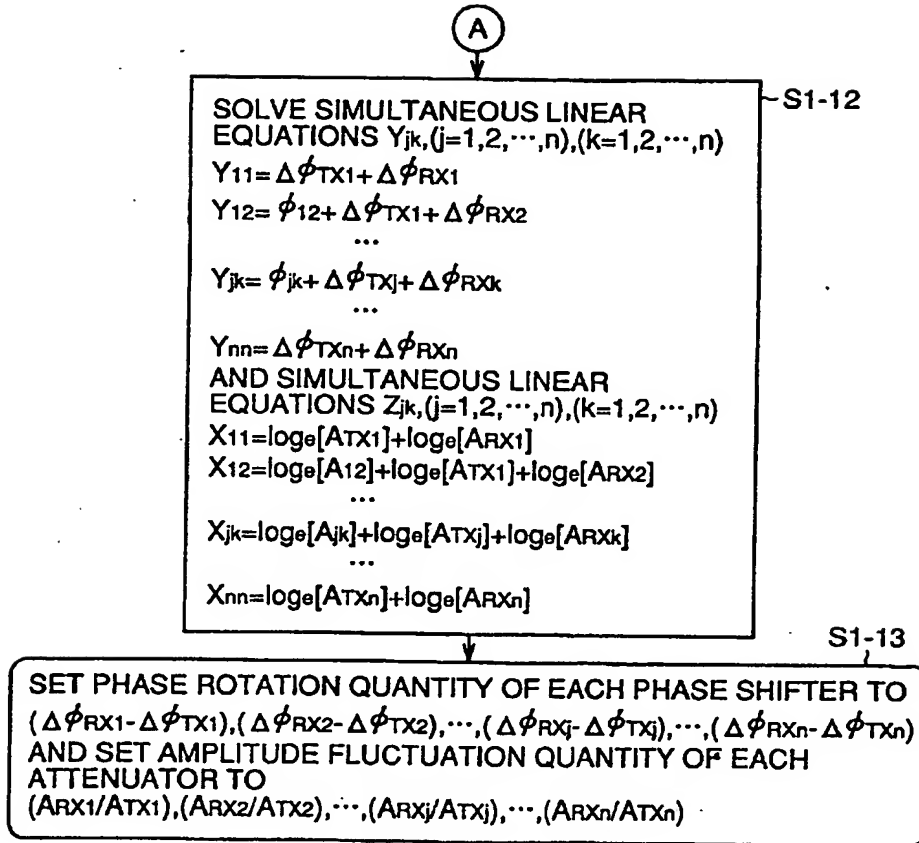 A
S1-12
SOLVE SIMULTANEOUS LINEAR
EQUATIONS Yjk,(j=1,2,···,n),(k=1,2,···,n)
Y11= ΔϕTX1+ ΔϕRX1
Y12= ϕ12+ ΔϕTX1+ ΔϕRX2
···
Yjk= ϕjk+ ΔϕTXj+ ΔϕRXk
···
Ynn= ΔϕTXn+ ΔϕRXn
AND SIMULTANEOUS LINEAR
EQUATIONS Zjk,(j=1,2,···,n),(k=1,2,···,n)
X11=loge[ATX1]+loge[ARX1]
X12=loge[A12]+loge[ATX1]+loge[ARX2]
···
Xjk=loge[Ajk]+loge[ATXj]+loge[ARXk]
···
Xnn=loge[ATXn]+loge[ARXn]
S1-13
SET PHASE ROTATION QUANTITY OF EACH PHASE SHIFTER TO
(ΔϕRX1-ΔϕTX1),(ΔϕRX2-ΔϕTX2),···,(ΔϕRXj-ΔϕTXj),···,(ΔϕRXn-ΔϕTXn)
AND SET AMPLITUDE FLUCTUATION QUANTITY OF EACH
ATTENUATOR TO
(ARX1/ATX1),(ARX2/ATX2),···,(ARXj/ATXj),···,(ARXn/ATXn)